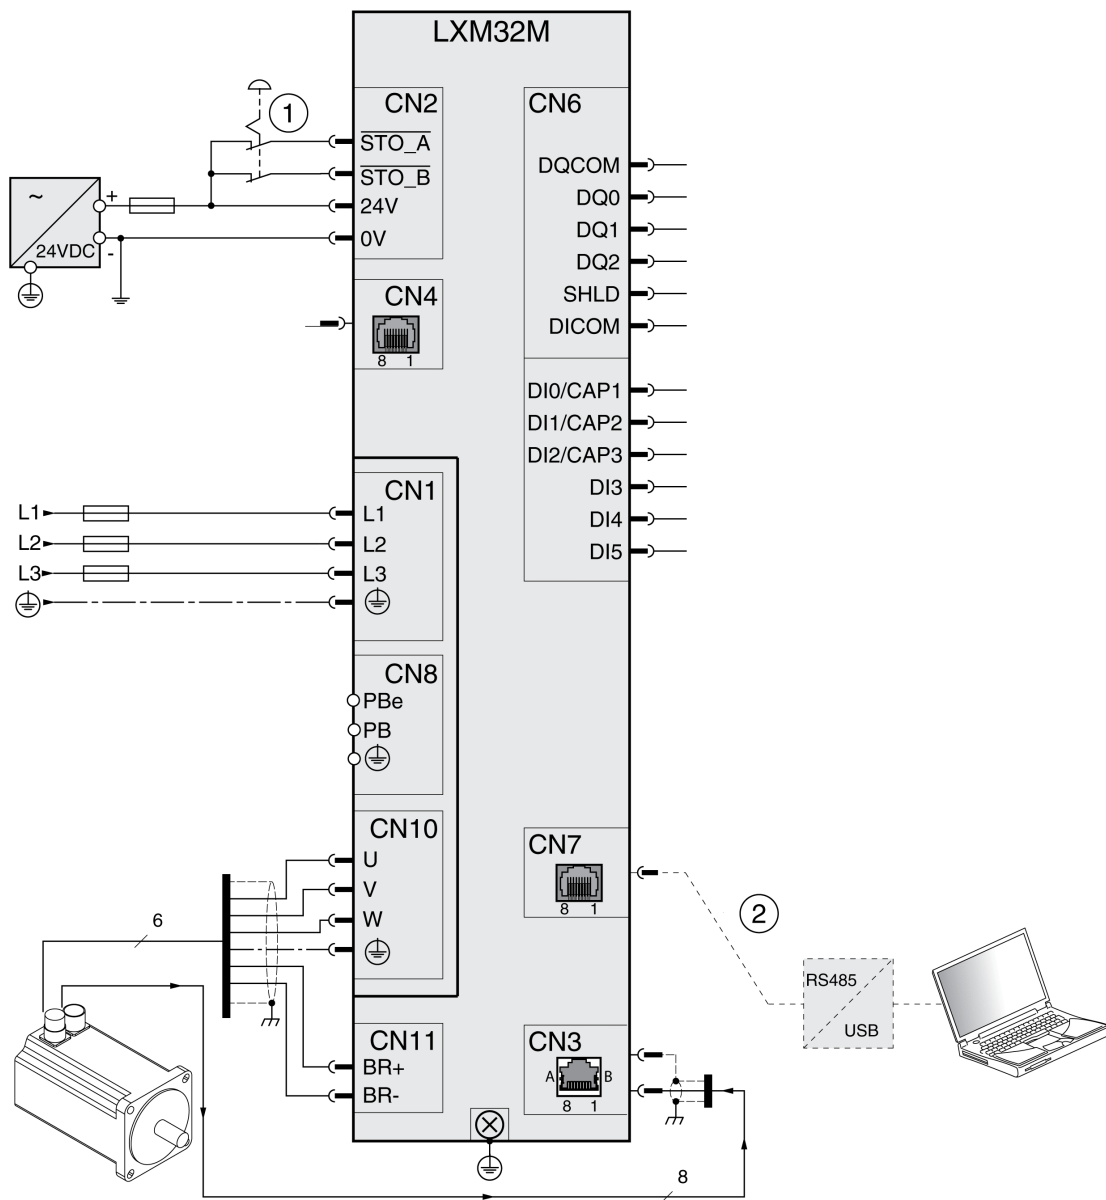 LXM32M
CN2
1
STO_A
STO_B
24V
0V
~
+
24VDC
-
CN4
8 1
CN6
DQCOM
DQ0
DQ1
DQ2
SHLD
DICOM
DI0/CAP1
DI1/CAP2
DI2/CAP3
DI3
DI4
DI5
CN1
L1 L1
L2 L2
L3 L3
CN8
PBe
PB
CN10
U
V
W
6
CN11
BR+
BR-
CN7
8 1
2
RS485
USB
CN3
A B
8 1
8